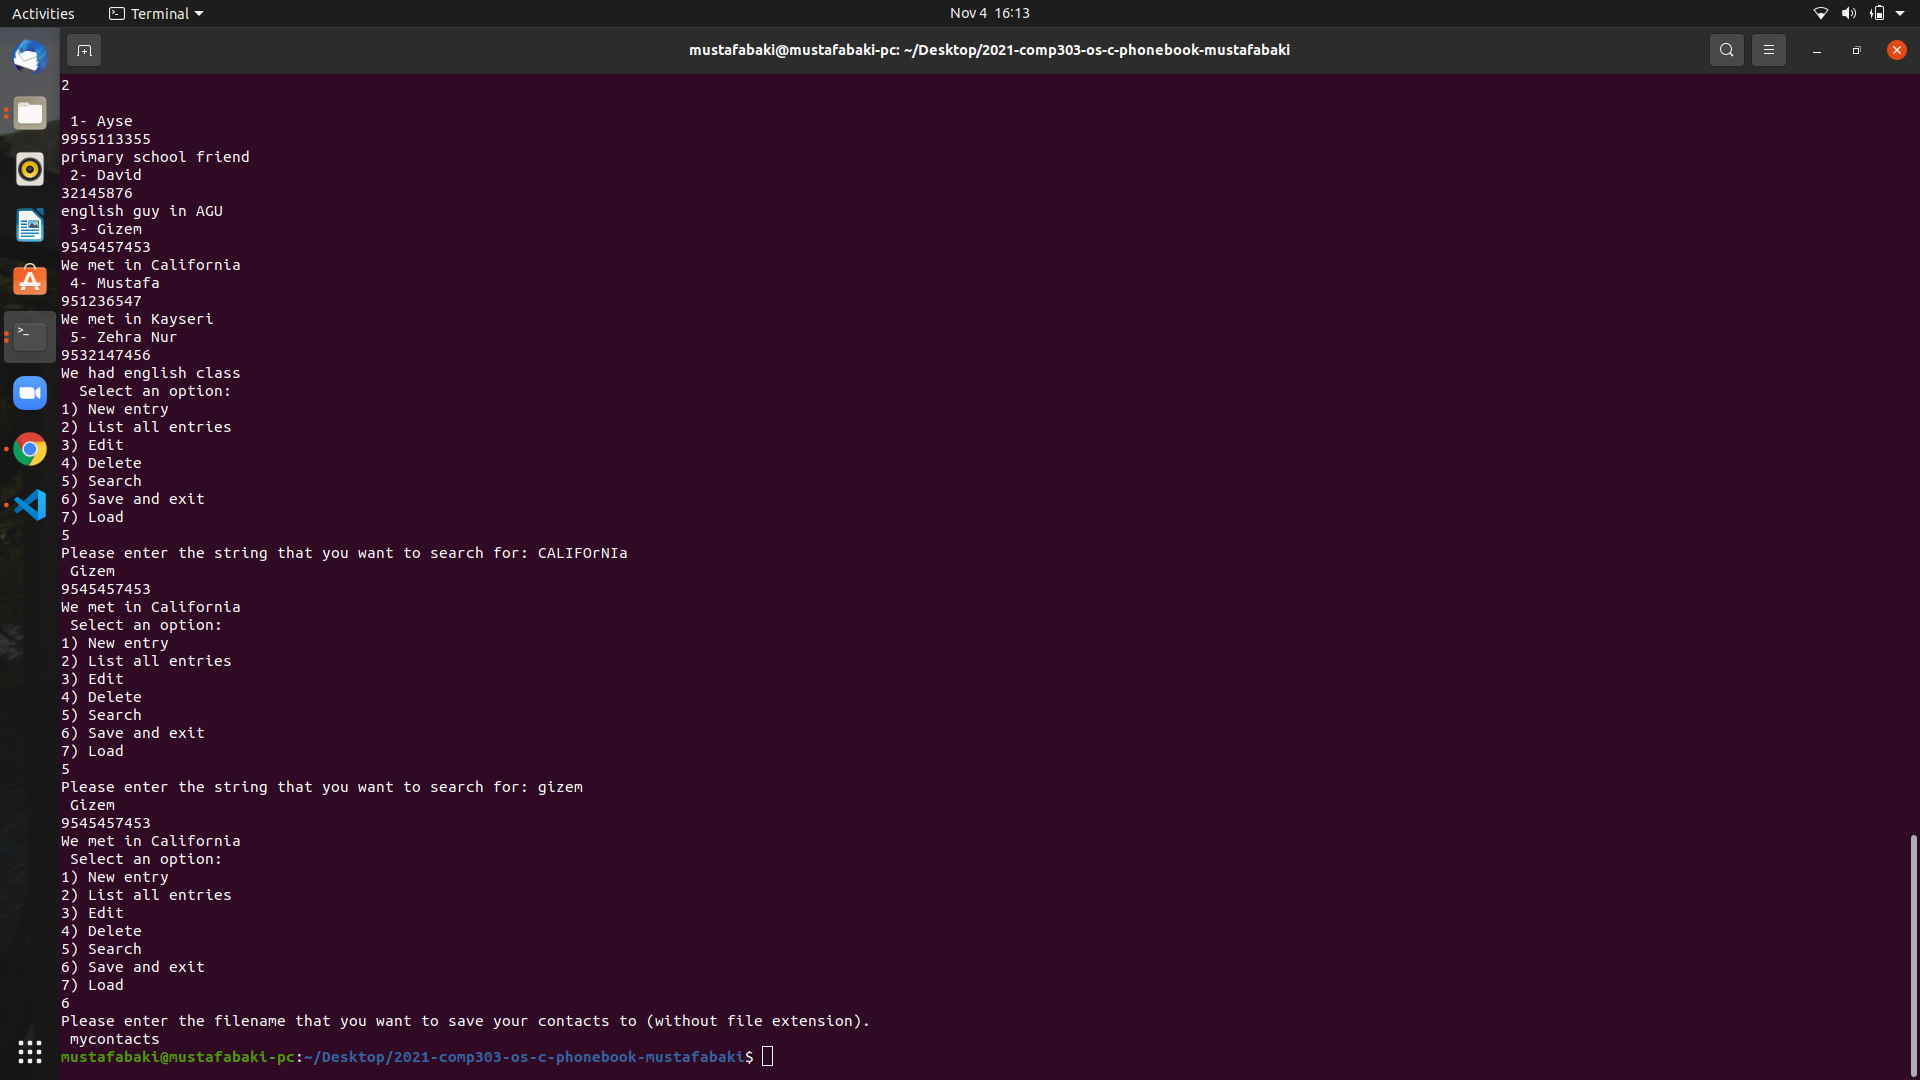 Activities
Terminal
Nov 4 16:13
mustafabaki@mustafabaki-pc: ~/Desktop/2021-comp303-os-c-phonebook-mustafabaki
2
1- Ayse
9955113355
primary school friend
2- David
32145876
english guy in AGU
3- Gizem
9545457453
We met in California
4- Mustafa
951236547
We met in Kayseri
5- Zehra Nur
9532147456
We had english class
Select an option:
1) New entry
2) List all entries
3) Edit
4) Delete
5) Search
6) Save and exit
7) Load
5
Please enter the string that you want to search for: CALIFOrNIa
Gizem
9545457453
We met in California
Select an option:
1) New entry
2) List all entries
3) Edit
4) Delete
5) Search
6) Save and exit
7) Load
5
Please enter the string that you want to search for: gizem
Gizem
9545457453
We met in California
Select an option:
1) New entry
2) List all entries
3) Edit
4) Delete
5) Search
6) Save and exit
7) Load
6
Please enter the filename that you want to save your contacts to (without file extension).
mycontacts
mustafabaki@mustafabaki-pc:~/Desktop/2021-comp303-os-c-phonebook-mustafabaki$